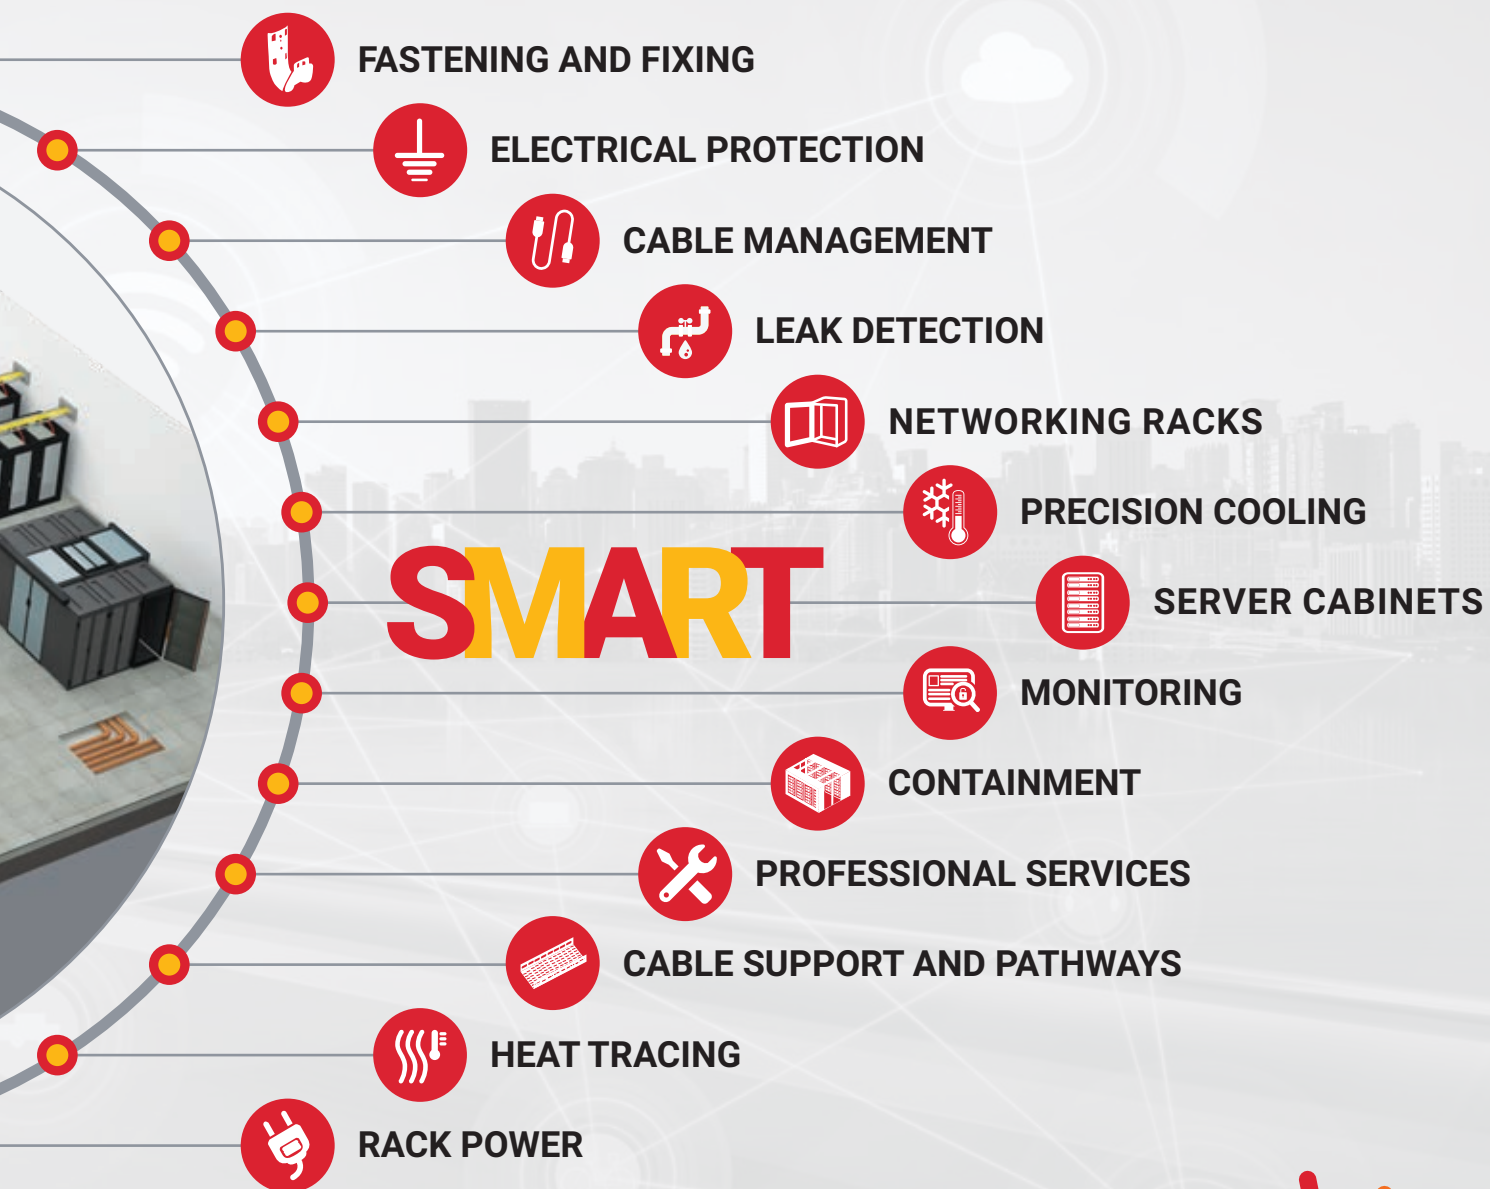 FASTENING AND FIXING
ELECTRICAL PROTECTION
CABLE MANAGEMENT
LEAK DETECTION
NETWORKING RACKS
PRECISION COOLING
SMART
SERVER CABINETS
MONITORING
CONTAINMENT
PROFESSIONAL SERVICES
CABLE SUPPORT AND PATHWAYS
HEAT TRACING
RACK POWER